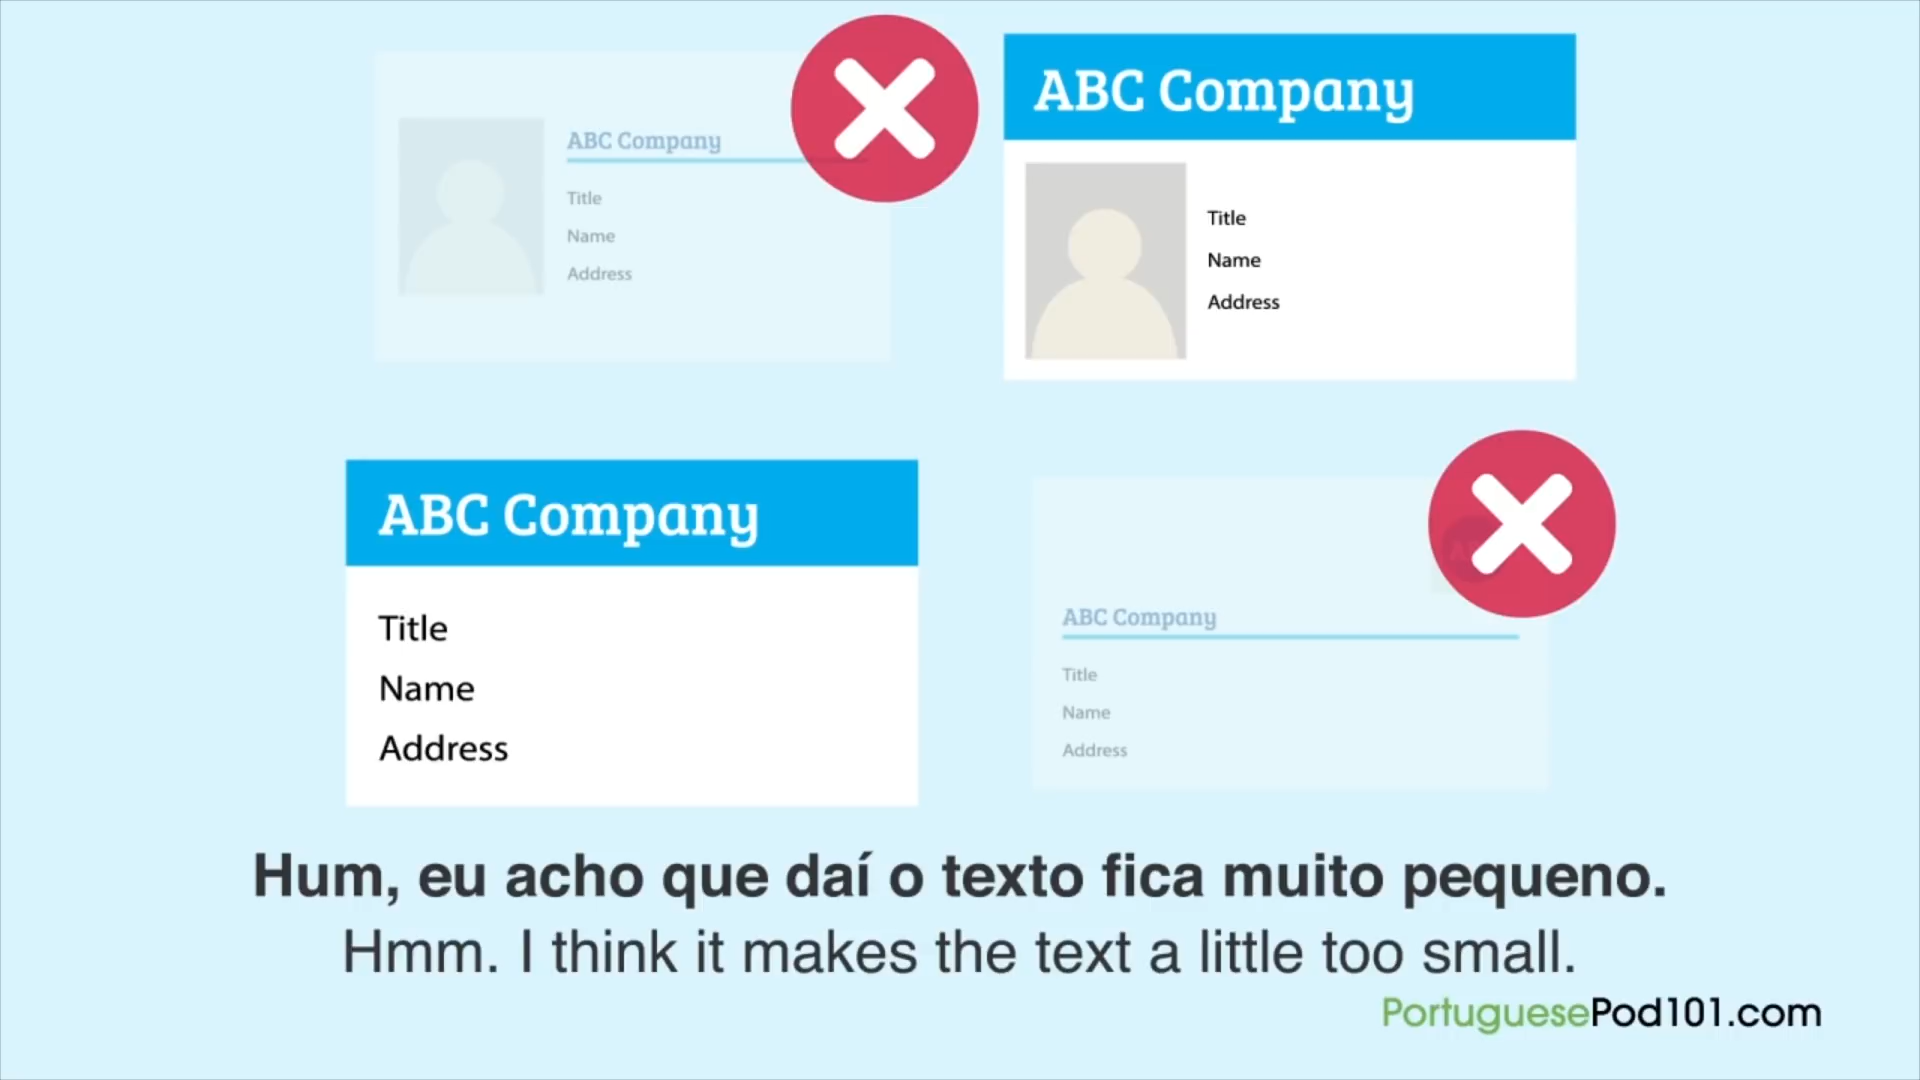 ABC Company
Title
Name
Address
ABC Company
Title
Name
Address
ABC Company
Title
Name
Address
ABC Company
Title
Name
Address
Hum, eu acho que daí o texto fica muito pequeno.
Hmm. I think it makes the text a little too small.
PortuguesePod101.com